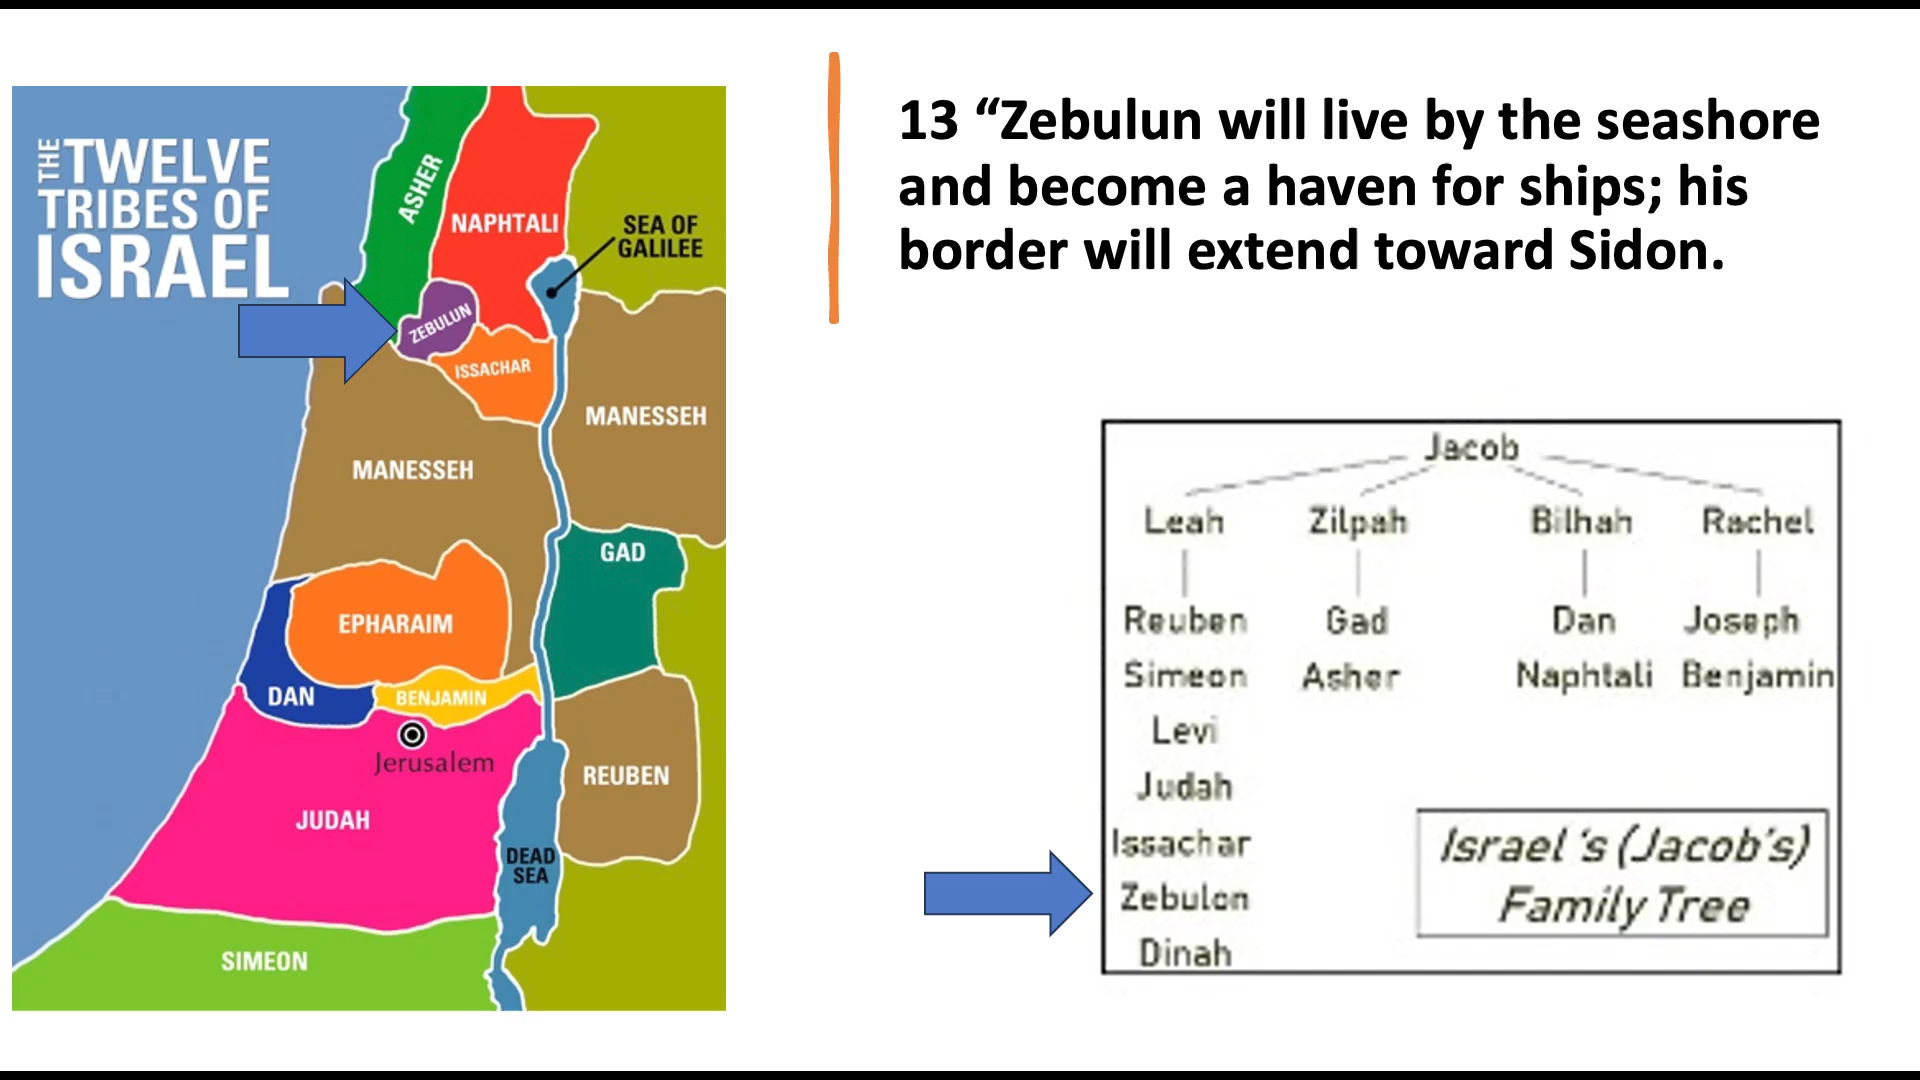 THE TWELVE
TRIBES OF
ISRAEL
ASHER
NAPHTALI
SEA OF
GALILEE
ZEBULUN
ISSACHAR
MANESSEH
MANESSEH
GAD
EPHARAIM
DAN
BENJAMIN
Jerusalem
REUBEN
JUDAH
DEAD
SEA
SIMEON
13 “Zebulun will live by the seashore
and become a haven for ships; his
border will extend toward Sidon.
Jacob
Leah Zilpah Bilhah Rachel
Reuben Gad Dan Joseph
Simeon Asher Naphtali Benjamin
Levi
Judah
Issachar
Zebulon
Dinah
Israel 's (Jacob's)
Family Tree